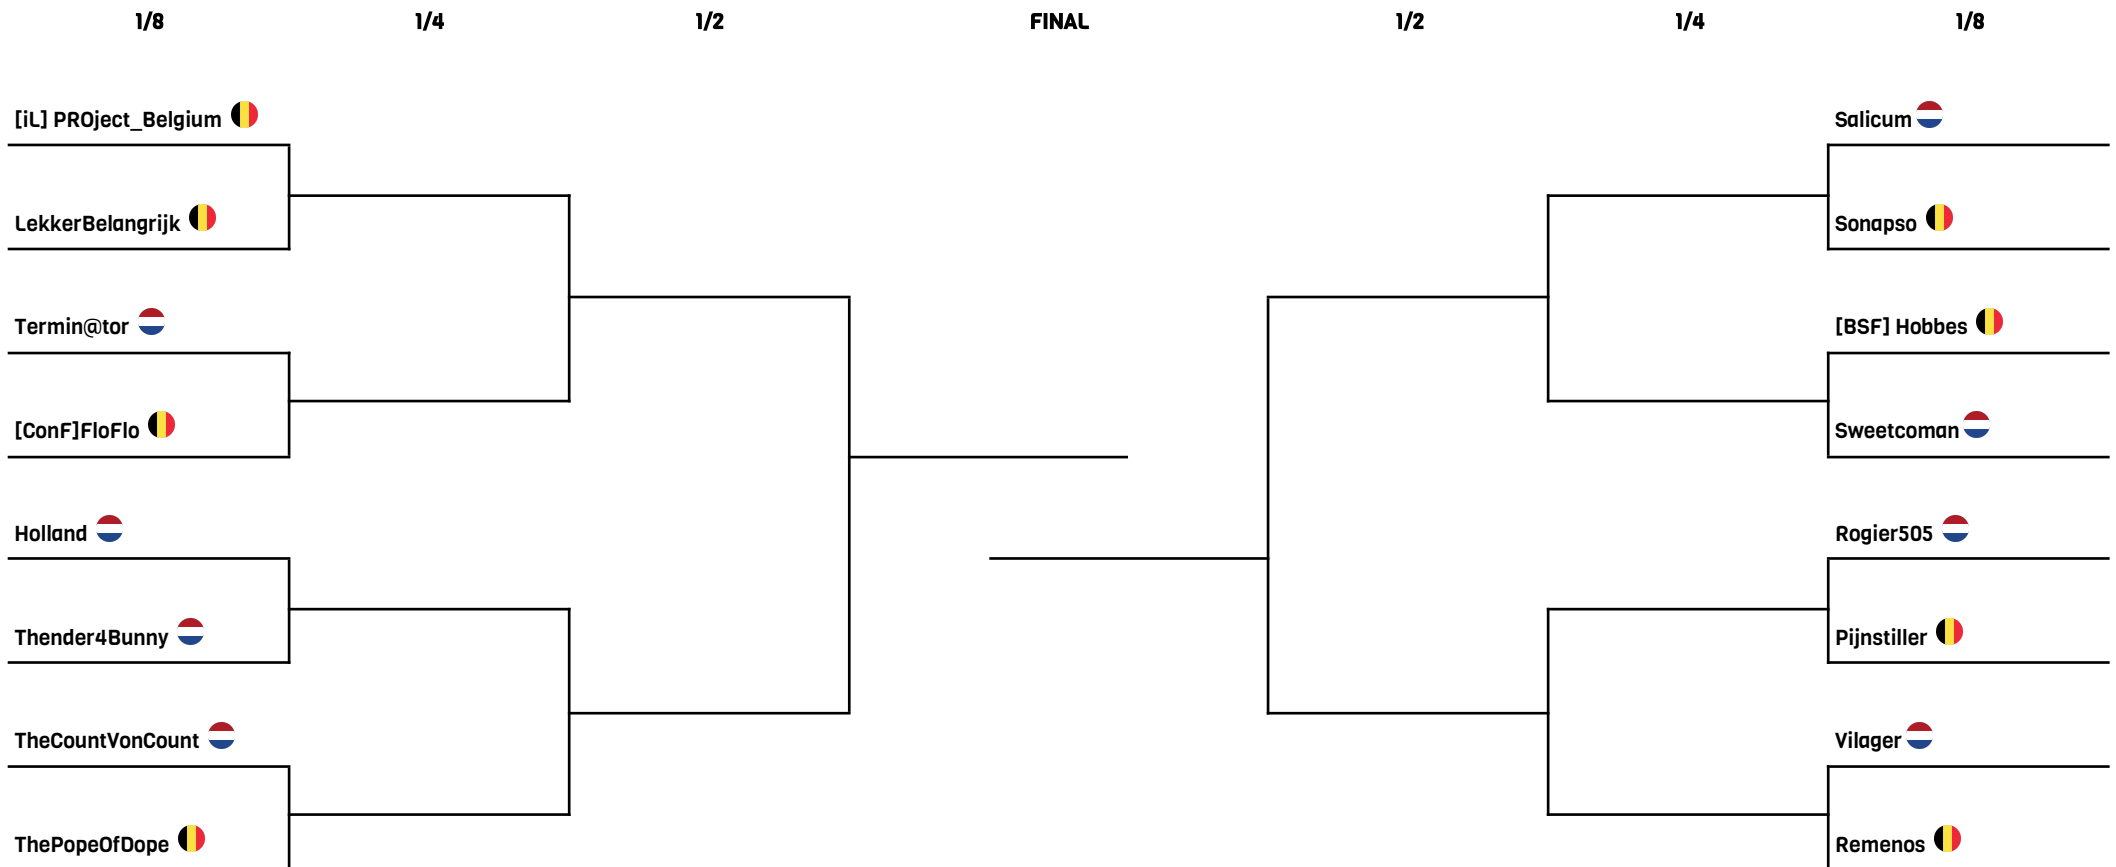 1/8 1/4 1/2 FINAL 1/2 1/4 1/8
[iL] PROject_Belgium
LekkerBelangrijk
Termin@tor
[ConF]FloFlo
Holland
Thender4Bunny
TheCountVonCount
ThePopeOfDope
Salicum
Sonapso
[BSF] Hobbes
Sweetcoman
Rogier505
Pijnstiller
Vilager
Remenos